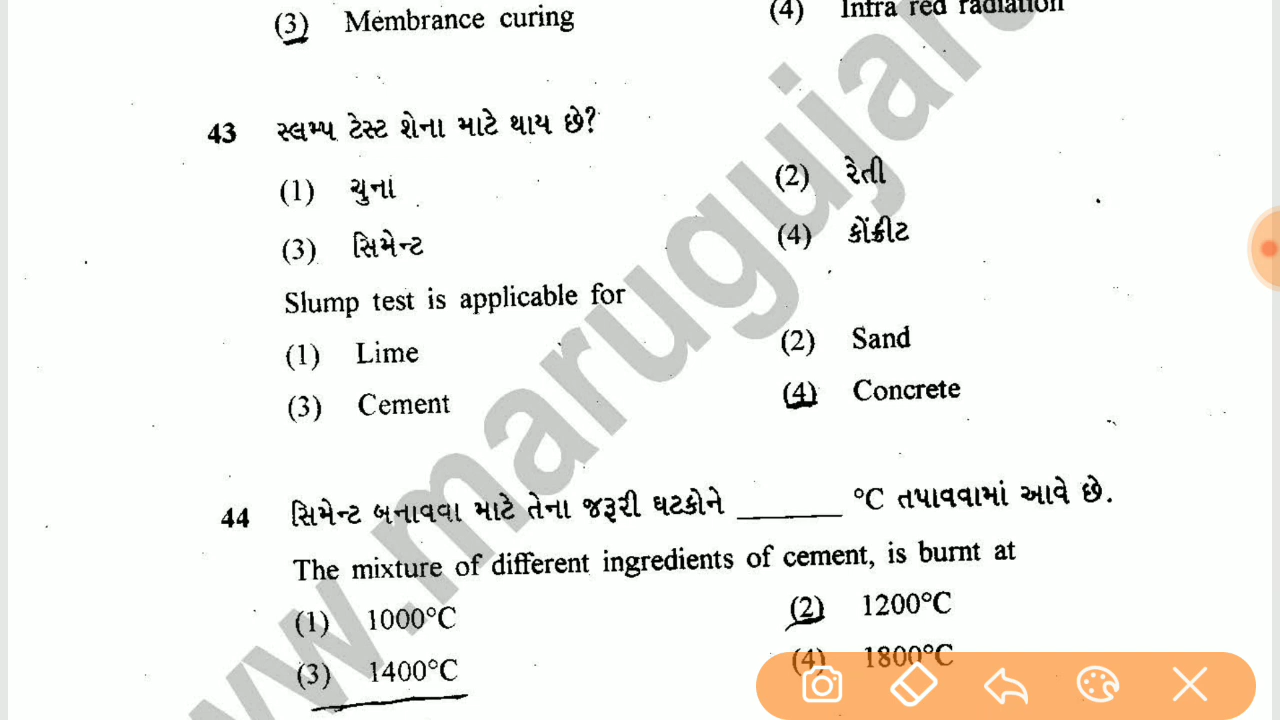 (3) Membrance curing (4) Infra red radiation
43 સ્લમ્પ ટેસ્ટ શેના માટે થાય છે?
(1) ચુનાં (2) રેતી
(3) સિમેન્ટ (4) કોંક્રીટ
Slump test is applicable for
(1) Lime (2) Sand
(3) Cement (4) Concrete
44 સિમેન્ટ બનાવવા માટે તેના જરૂરી ઘટકોને ______ °C તપાવવામાં આવે છે.
The mixture of different ingredients of cement, is burnt at
(1) 1000°C (2) 1200°C
(3) 1400°C (4) 1800°C